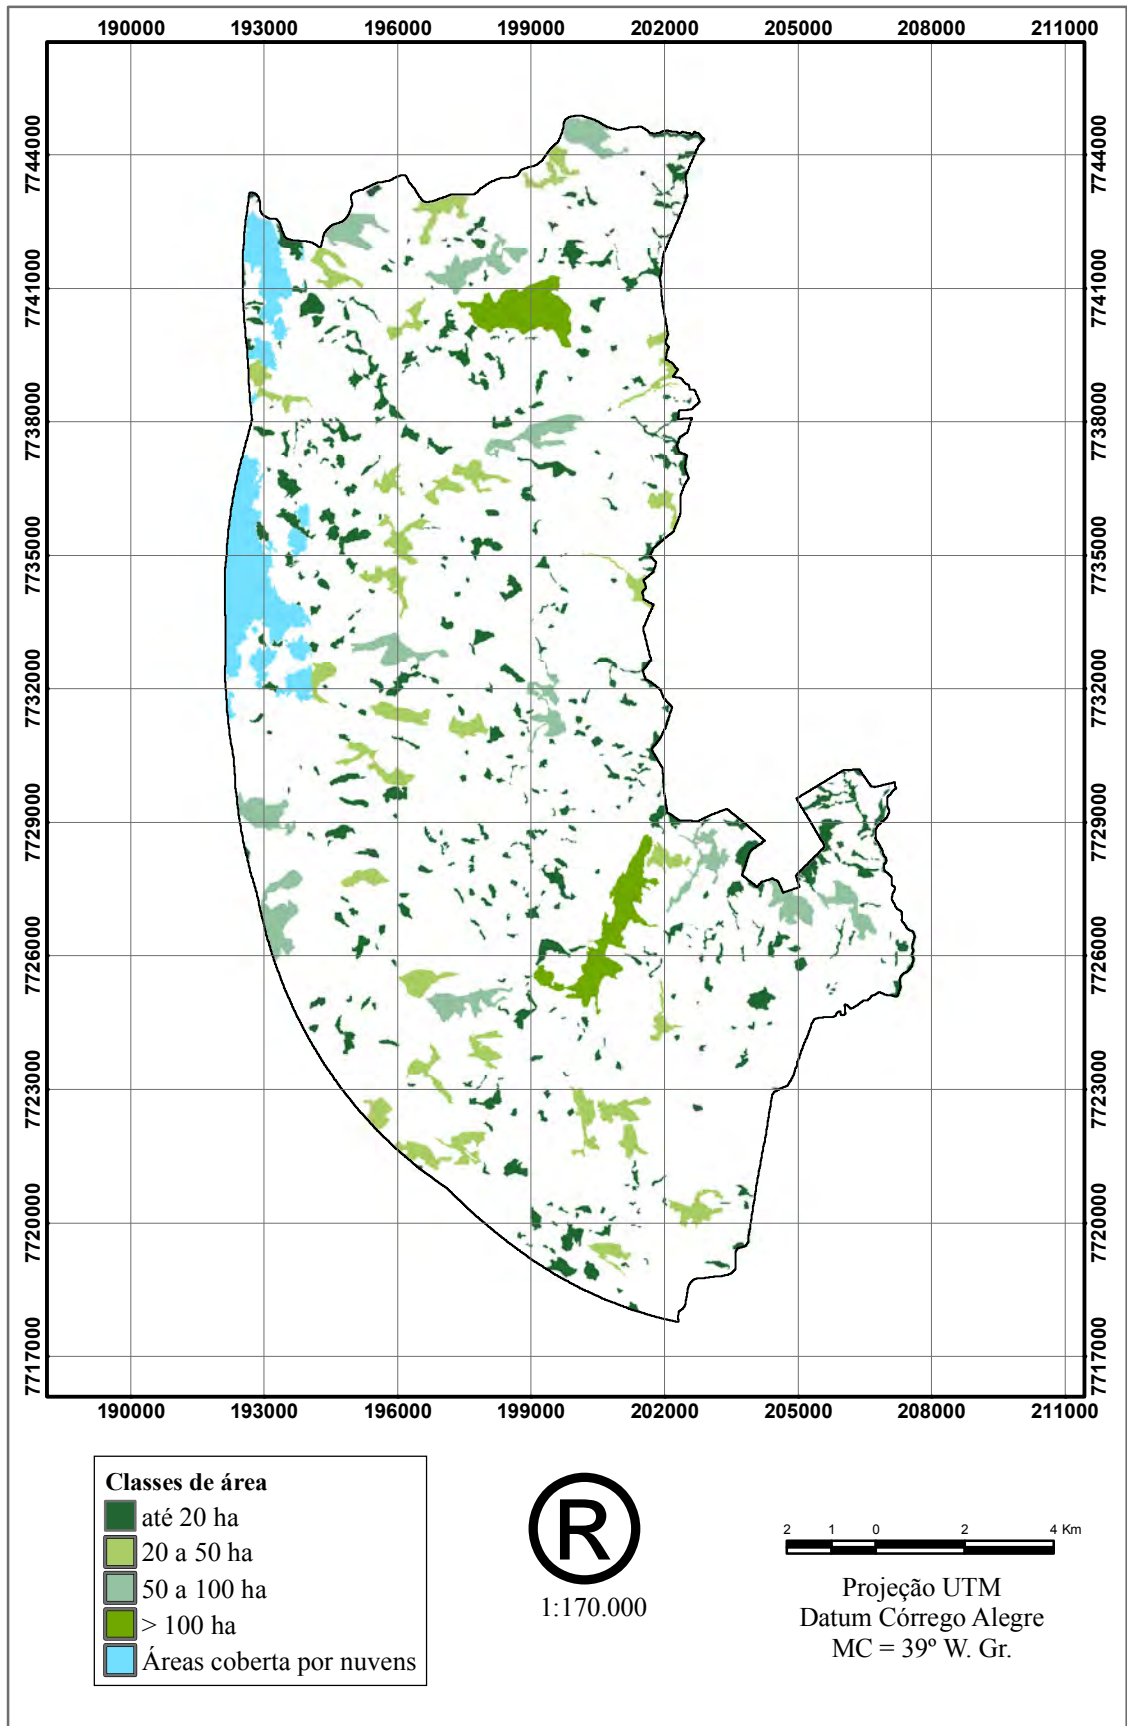 190000 193000 196000 199000 202000 205000 208000 211000
7744000 7744000
7741000 7741000
7738000 7738000
7735000 7735000
7732000 7732000
7729000 7729000
7726000 7726000
7723000 7723000
7720000 7720000
7717000 7717000
190000 193000 196000 199000 202000 205000 208000 211000
Classes de área
até 20 ha
20 a 50 ha
50 a 100 ha
> 100 ha
Áreas coberta por nuvens
®
1:170.000
2 1 0 2 4 Km
Projeção UTM
Datum Córrego Alegre
MC = 39º W. Gr.